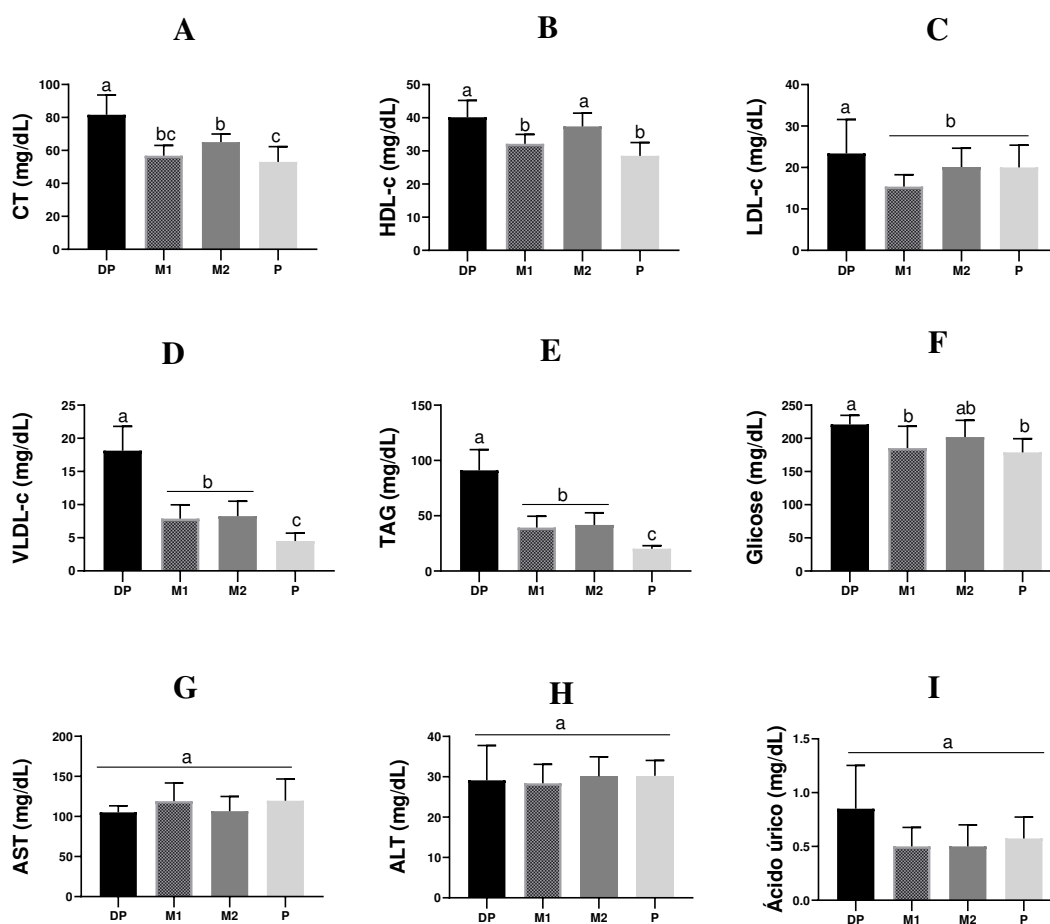 A
CT (mg/dL)
100
80
60
40
20
0
a
bc
b
c
DP M1 M2 P
B
HDL-c (mg/dL)
50
40
30
20
10
0
a
b
a
b
DP M1 M2 P
C
LDL-c (mg/dL)
40
30
20
10
0
a
b
DP M1 M2 P
D
VLDL-c (mg/dL)
25
20
15
10
5
0
a
b
c
DP M1 M2 P
E
TAG (mg/dL)
150
100
50
0
a
b
c
DP M1 M2 P
F
Glicose (mg/dL)
250
200
150
100
50
0
a
b
ab
b
DP M1 M2 P
G
AST (mg/dL)
200
150
100
50
0
a
DP M1 M2 P
H
ALT (mg/dL)
40
30
20
10
0
a
DP M1 M2 P
I
Ácido úrico (mg/dL)
1.5
1.0
0.5
0.0
a
DP M1 M2 P